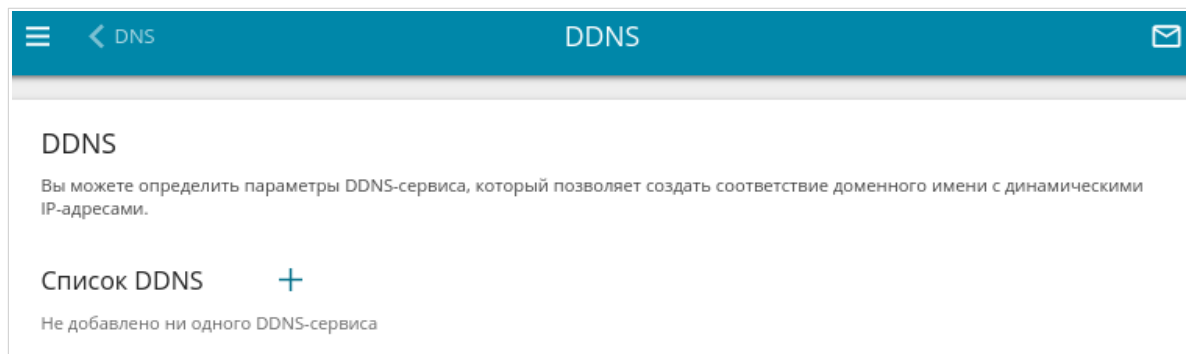 DNS
DDNS
DDNS
Вы можете определить параметры DDNS-сервиса, который позволяет создать соответствие доменного имени с динамическими
IP-адресами.
Список DDNS
Не добавлено ни одного DDNS-сервиса